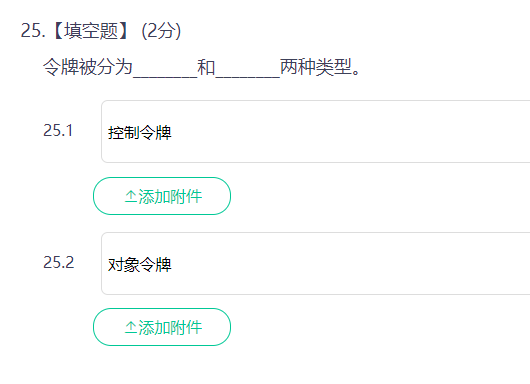 25.【填空题】 (2分)
令牌被分为________和________两种类型。
25.1
控制令牌
添加附件
25.2
对象令牌
添加附件